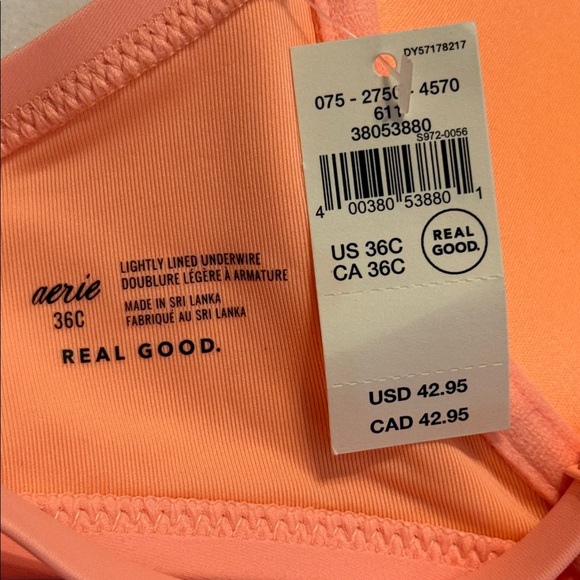 aerie
36C
LIGHTLY LINED UNDERWIRE
DOUBLURE LÉGÈRE À ARMATURE
MADE IN SRI LANKA
FABRIQUÉ AU SRI LANKA
REAL GOOD.
DY57178217
075 - 2750 - 4570
611
38053880
S972-0056
4 00380 53880 1
US 36C
CA 36C
REAL
GOOD.
USD 42.95
CAD 42.95